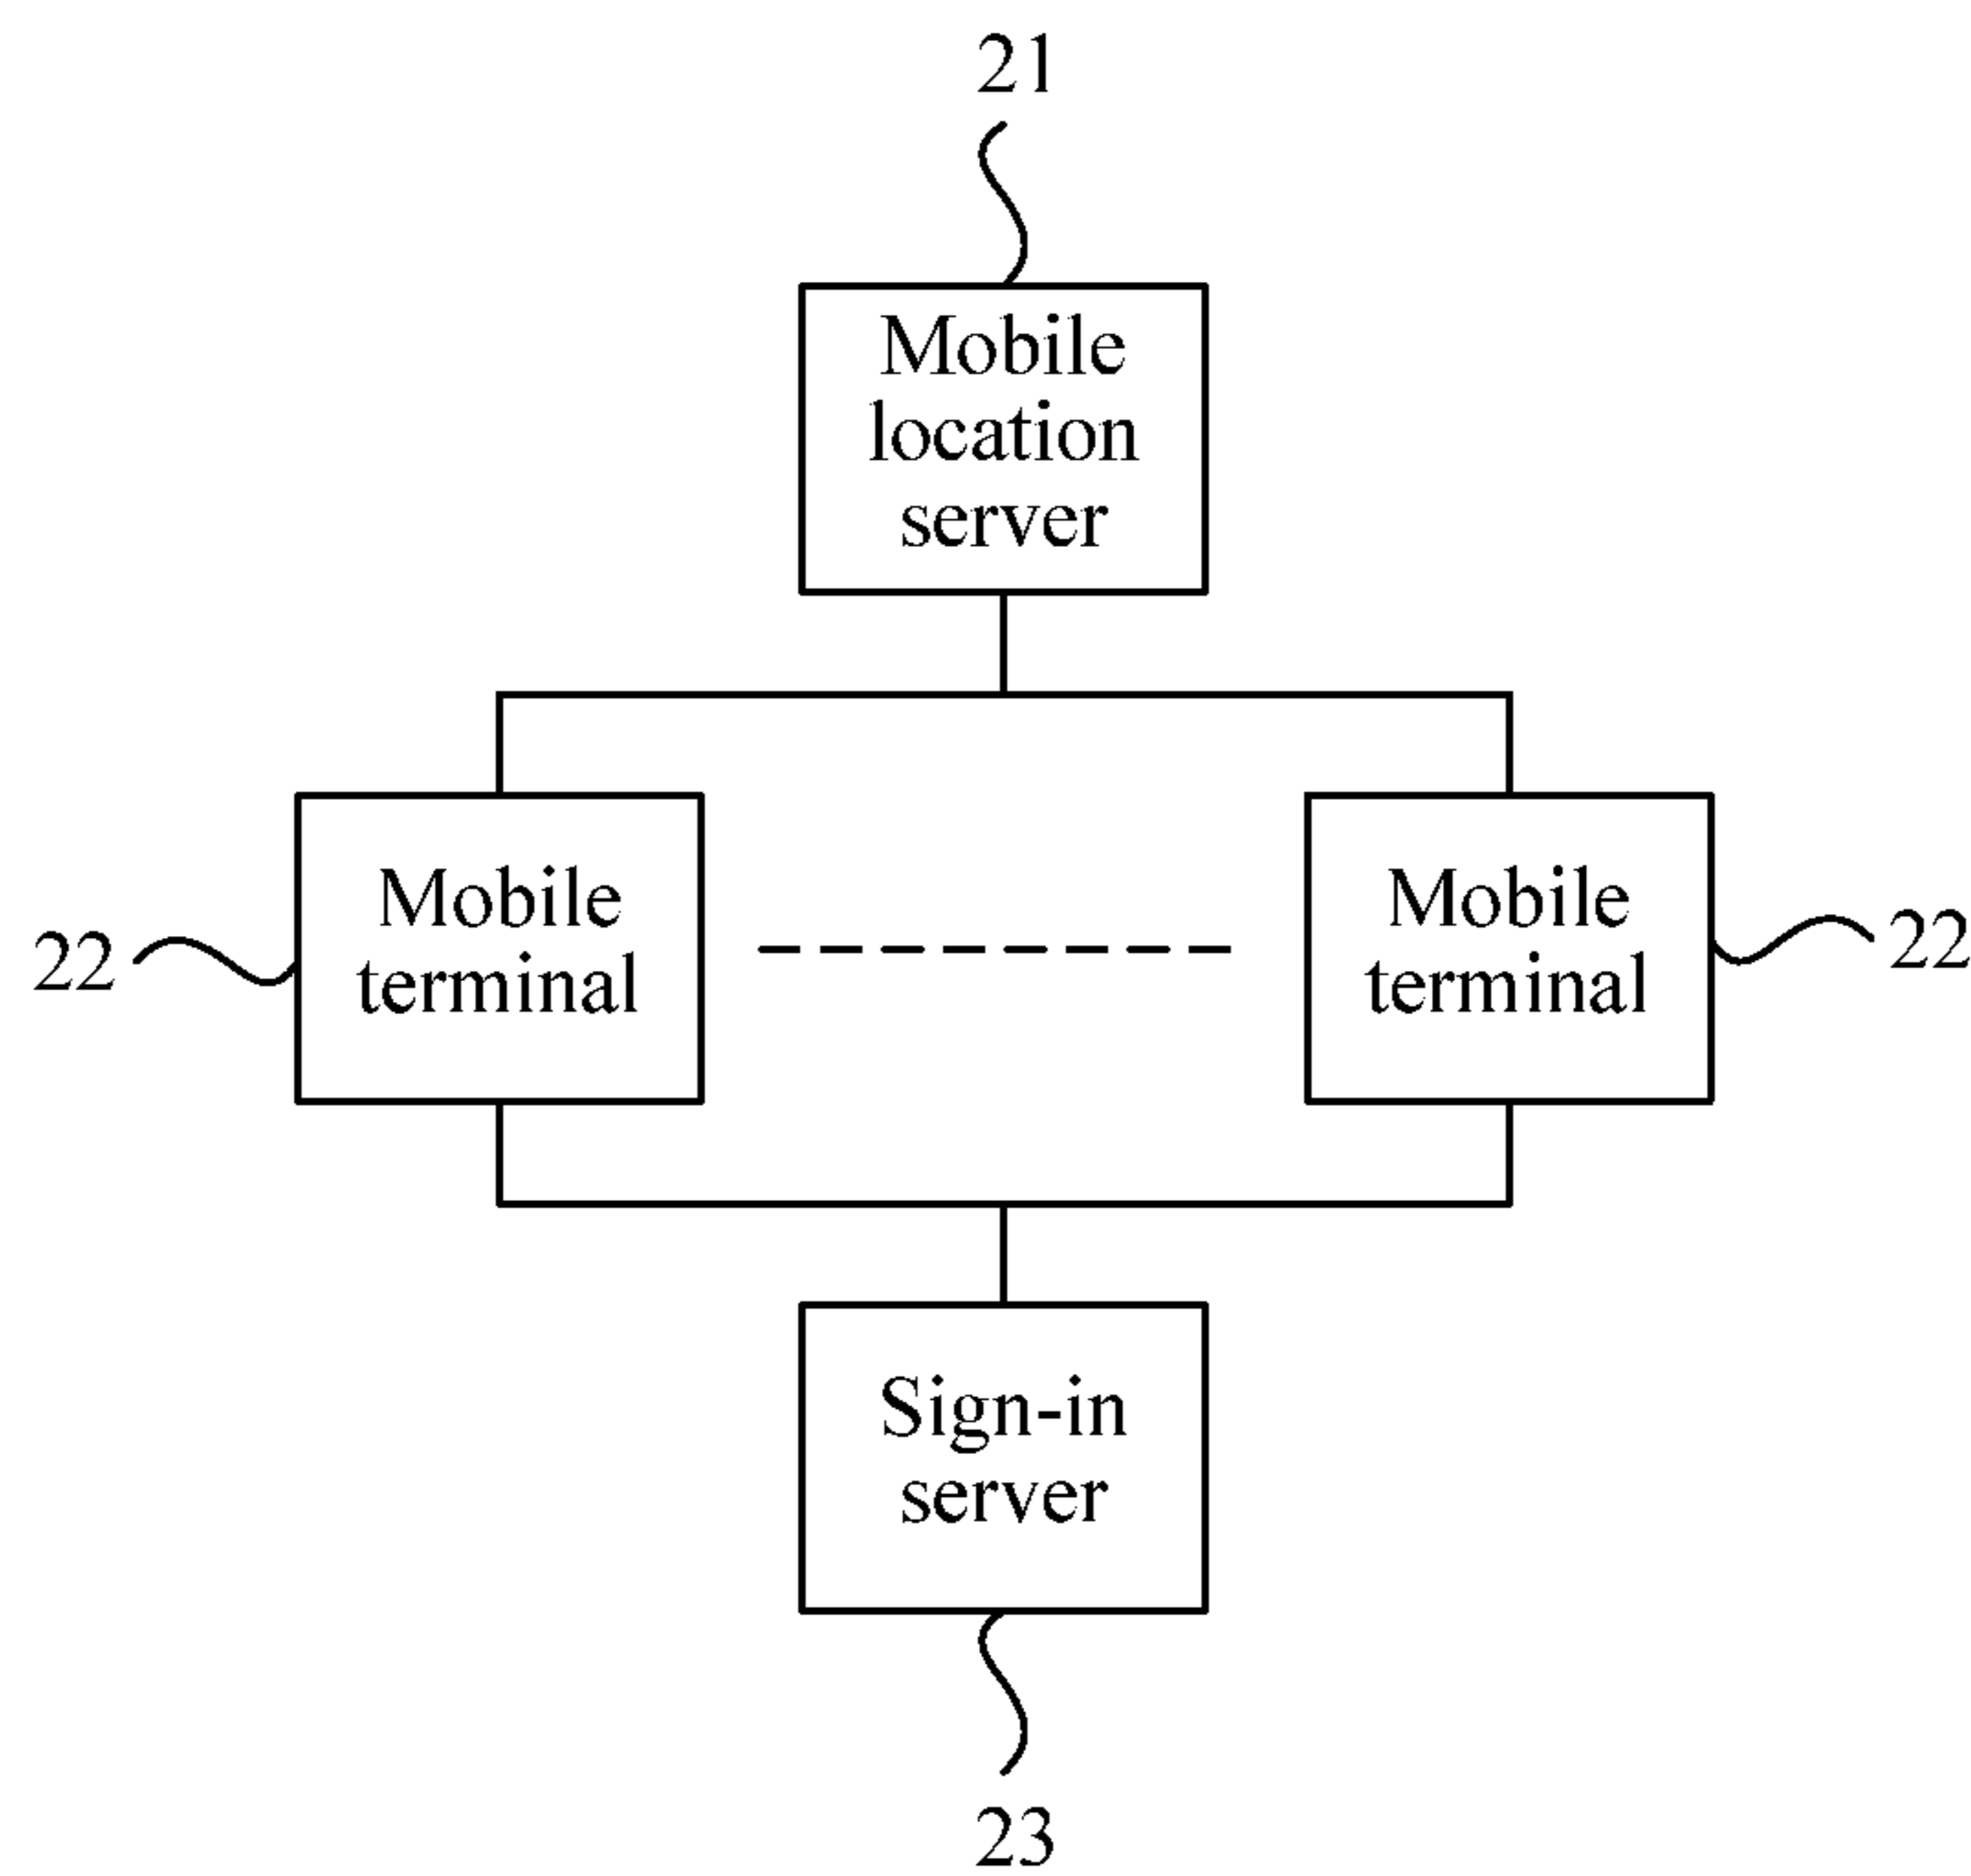 21
Mobile
location
server
Mobile
terminal
Mobile
terminal
22
22
Sign-in
server
23